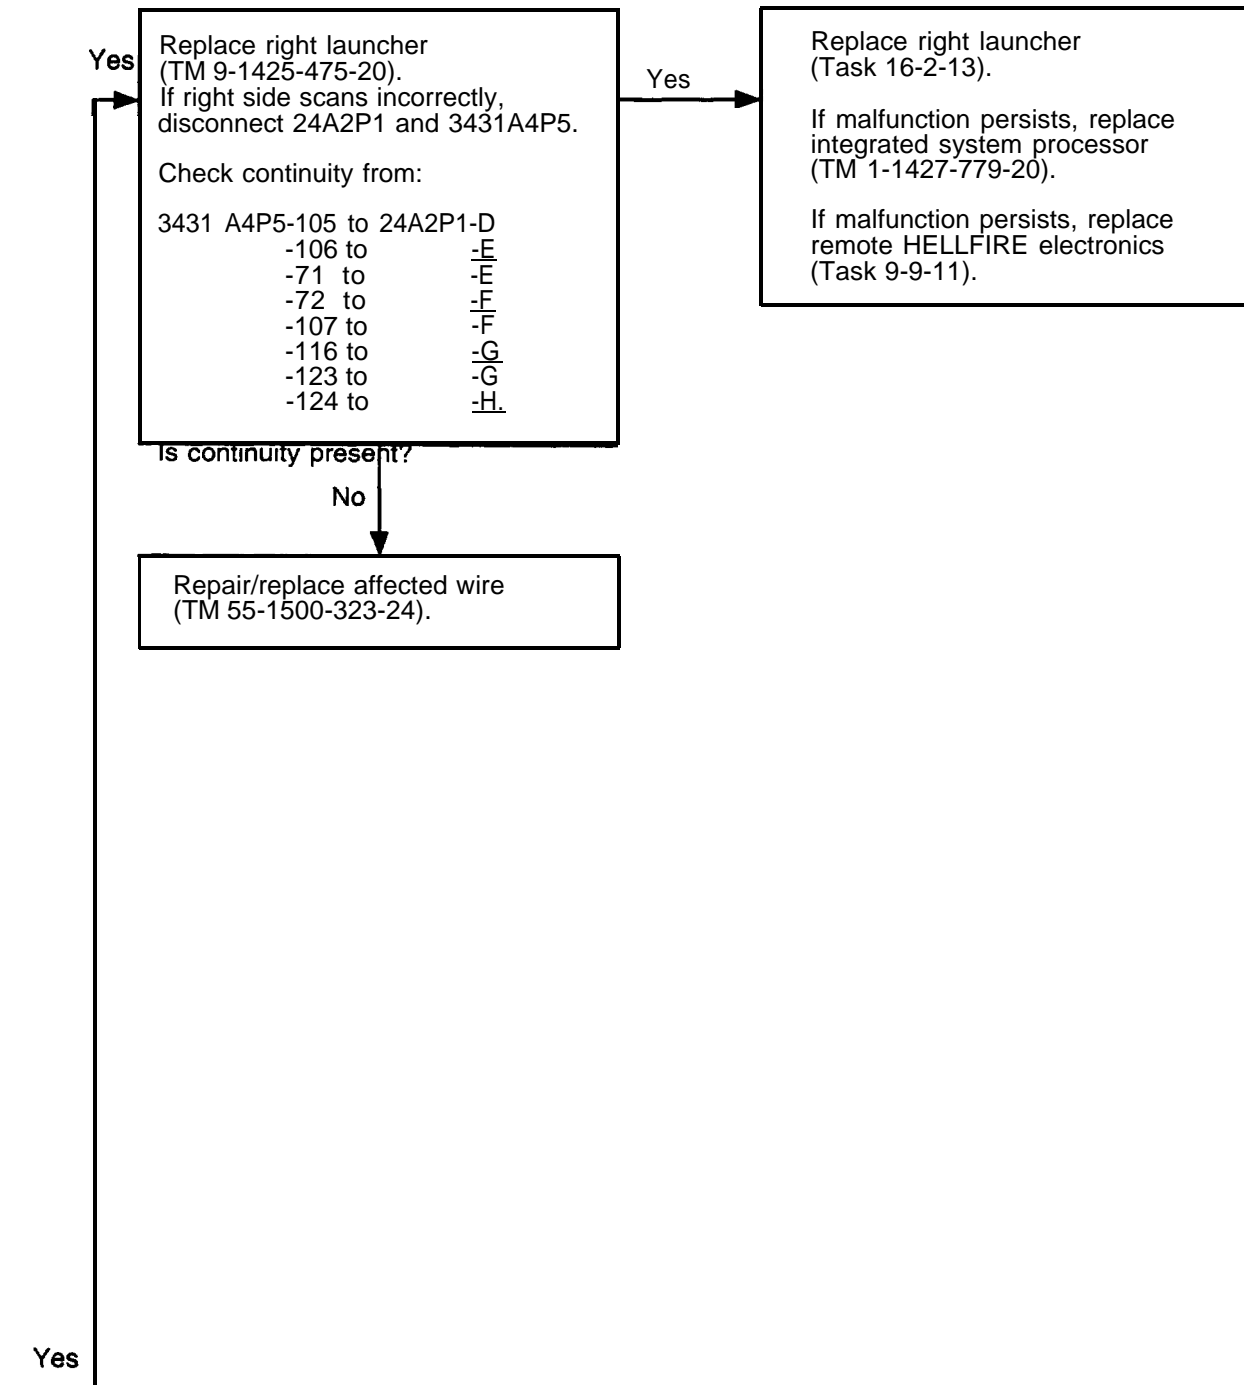 Yes
Replace right launcher
(TM 9-1425-475-20).
If right side scans incorrectly,
disconnect 24A2P1 and 3431A4P5.
Check continuity from:
3431 A4P5-105 to 24A2P1-D
-106 to -E
-71 to -E
-72 to -F
-107 to -F
-116 to -G
-123 to -G
-124 to -H.
Is continuity present?
Yes
Replace right launcher
(Task 16-2-13).
If malfunction persists, replace
integrated system processor
(TM 1-1427-779-20).
If malfunction persists, replace
remote HELLFIRE electronics
(Task 9-9-11).
No
Repair/replace affected wire
(TM 55-1500-323-24).
Yes